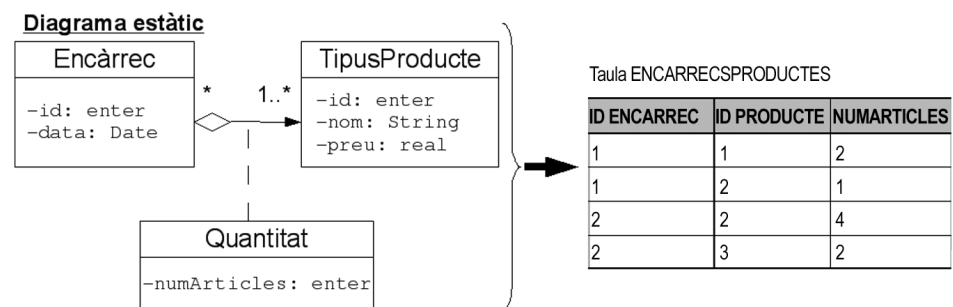 Diagrama estàtic
Encàrrec
-id: enter
-data: Date
* 1..*
TipusProducte
-id: enter
-nom: String
-preu: real
Quantitat
-numArticles: enter
Taula ENCARRECSPRODUCTES
ID ENCARREC ID PRODUCTE NUMARTICLES
1 1 2
1 2 1
2 2 4
2 3 2